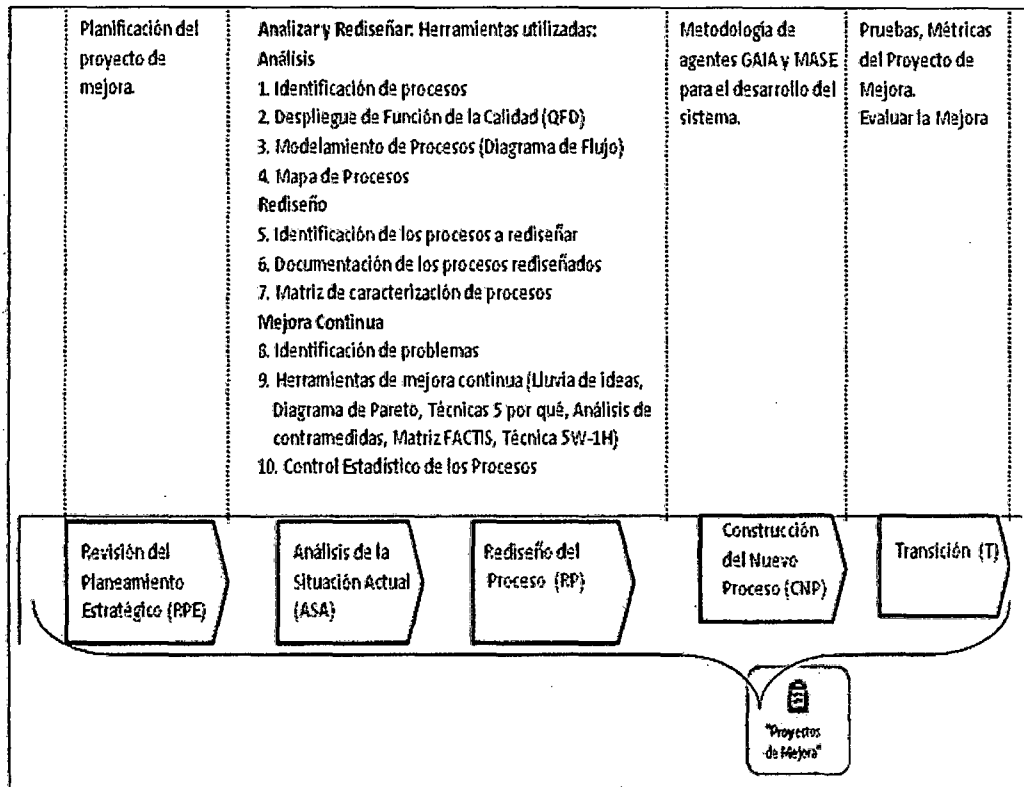 Planificación del
proyecto de
mejora.
Analizar y Rediseñar: Herramientas utilizadas:
Análisis
1. Identificación de procesos
2. Despliegue de Función de la Calidad (QFD)
3. Modelamiento de Procesos (Diagrama de Flujo)
4. Mapa de Procesos
Rediseño
5. Identificación de los procesos a rediseñar
6. Documentación de los procesos rediseñados
7. Matriz de caracterización de procesos
Mejora Continua
8. Identificación de problemas
9. Herramientas de mejora continua (Lluvia de ideas,
Diagrama de Pareto, Técnicas 5 por qué, Análisis de
contramedidas, Matriz FACTIS, Técnica 5W-1H)
10. Control Estadístico de los Procesos
Metodología de
agentes GAIA y MASE
para el desarrollo del
sistema.
Pruebas, Métricas
del Proyecto de
Mejora.
Evaluar la Mejora
Revisión del
Planeamiento
Estratégico (RPE)
Análisis de la
Situación Actual
(ASA)
Rediseño del
Proceso (RP)
Construcción
del Nuevo
Proceso (CNP)
Transición (T)
"Proyectos
de Mejora"